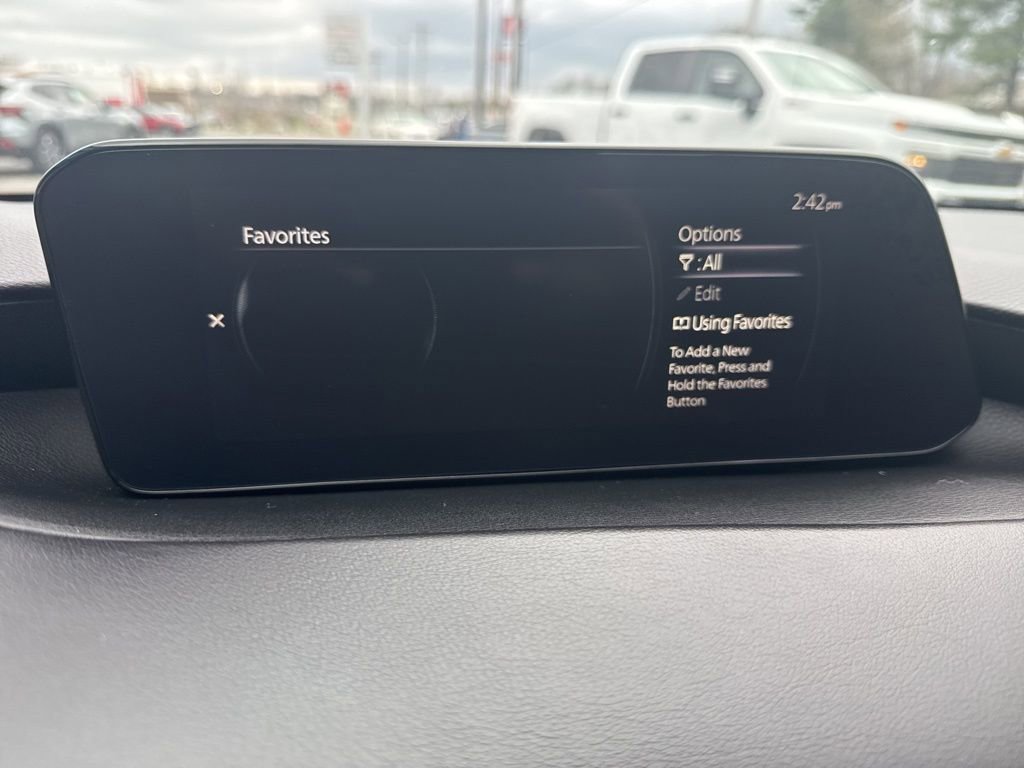 2:42pm
Favorites
Options
: All
Edit
Using Favorites
To Add a New
Favorite, Press and
Hold the Favorites
Button